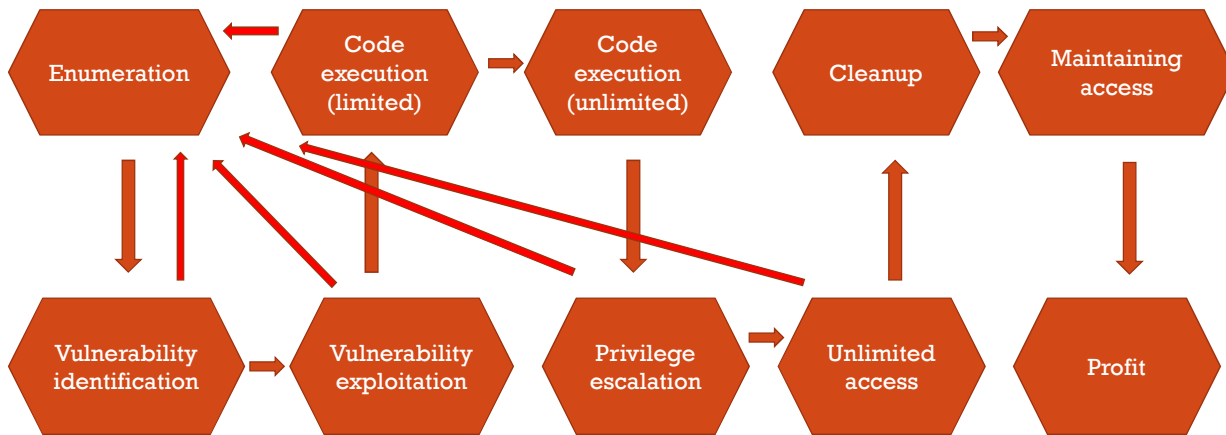 Enumeration
Code
execution
(limited)
Code
execution
(unlimited)
Cleanup
Maintaining
access
Vulnerability
identification
Vulnerability
exploitation
Privilege
escalation
Unlimited
access
Profit